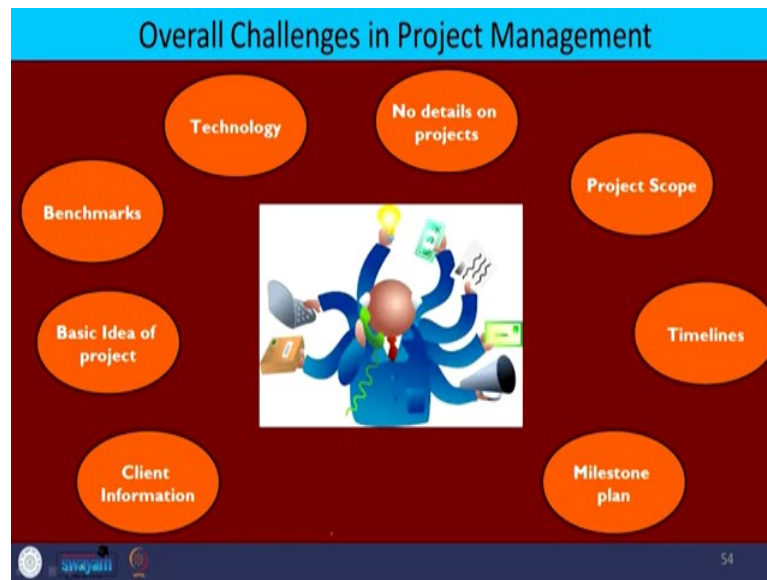 Overall Challenges in Project Management
Technology
No details on
projects
Benchmarks
Project Scope
Basic Idea of
project
Timelines
Client
Information
Milestone
plan
swayam
54